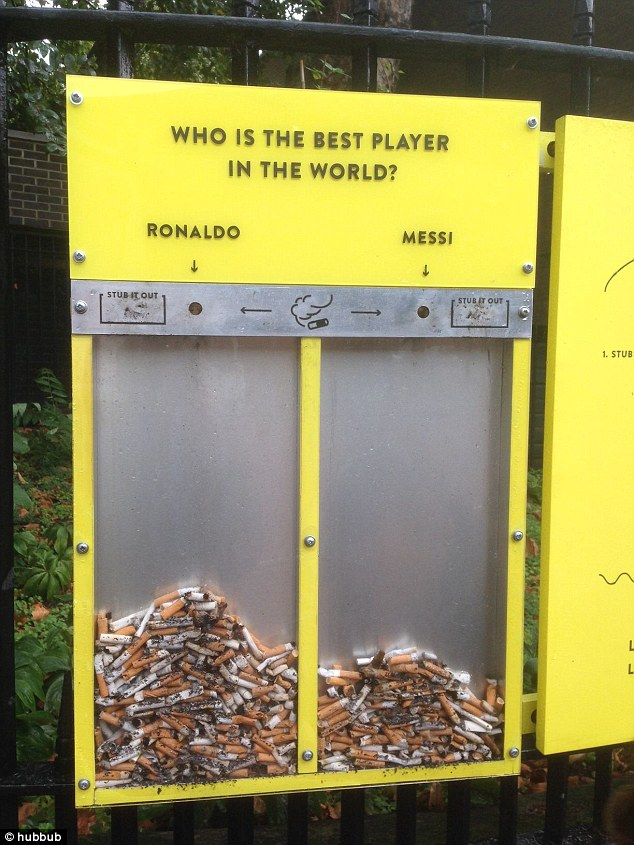 WHO IS THE BEST PLAYER
IN THE WORLD?
RONALDO
MESSI
STUB IT OUT
STUB IT OUT
1. STUB
L
L
© hubbub